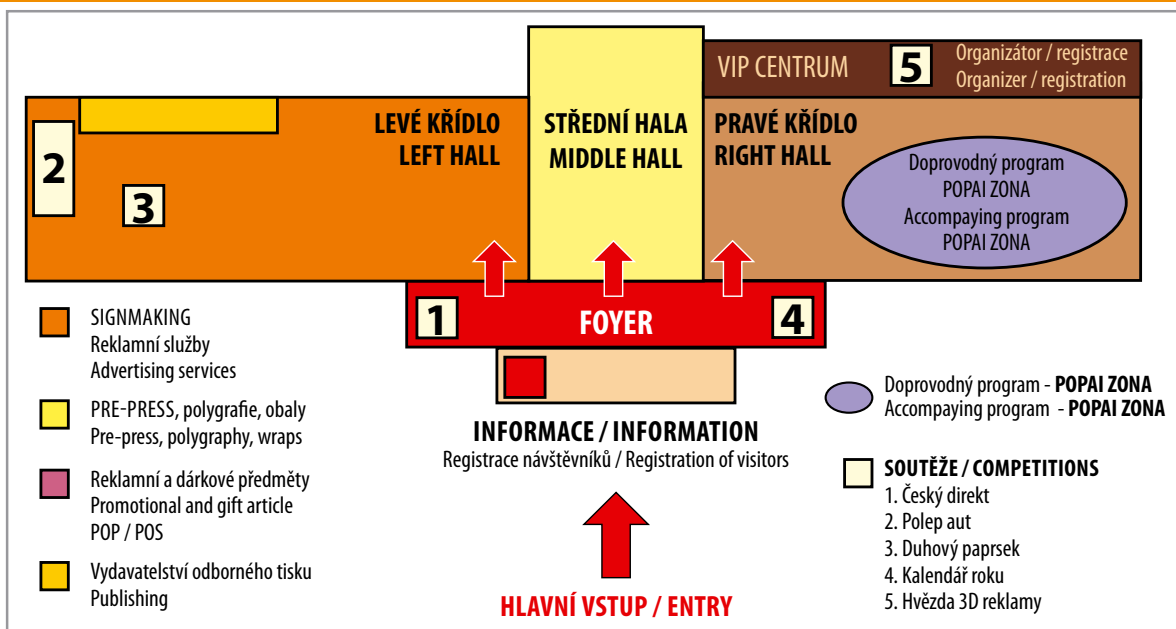 VIP CENTRUM
5
Organizátor / registrace
Organizer / registration
LEVÉ KŘÍDLO
LEFT HALL
STŘEDNÍ HALA
MIDDLE HALL
PRAVÉ KŘÍDLO
RIGHT HALL
2
3
Doprovodný program
POPAI ZONA
Accompaying program
POPAI ZONA
1
FOYER
4
SIGNMAKING
Reklamní služby
Advertising services
PRE-PRESS, polygrafie, obaly
Pre-press, polygraphy, wraps
Reklamní a dárkové předměty
Promotional and gift article
POP / POS
Vydavatelství odborného tisku
Publishing
INFORMACE / INFORMATION
Registrace návštěvníků / Registration of visitors
HLAVNÍ VSTUP / ENTRY
Doprovodný program - POPAI ZONA
Accompaying program - POPAI ZONA
SOUTĚŽE / COMPETITIONS
1. Český direkt
2. Polep aut
3. Duhový paprsek
4. Kalendář roku
5. Hvězda 3D reklamy